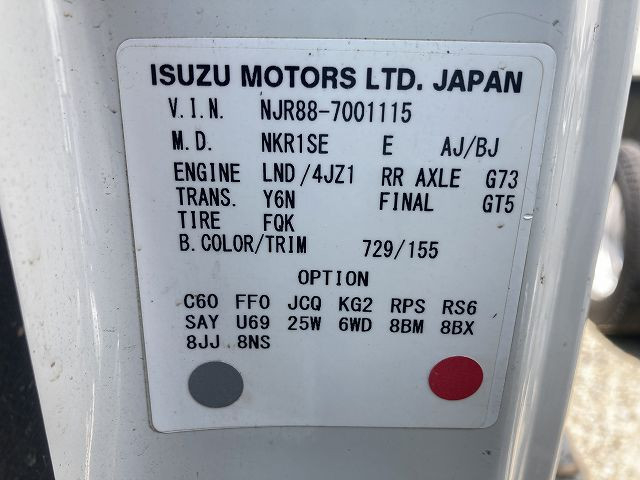 ISUZU MOTORS LTD. JAPAN
V.I.N. NJR88-7001115
M.D. NKR1SE E AJ/BJ
ENGINE LND/4JZ1 RR AXLE G73
TRANS. Y6N FINAL GT5
TIRE FQK
B.COLOR/TRIM 729/155
OPTION
C60 FF0 JCQ KG2 RPS RS6
SAY U69 25W 6WD 8BM 8BX
8JJ 8NS